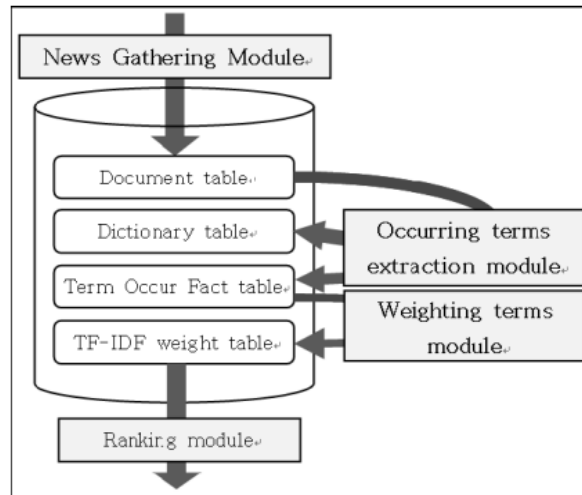 News Gathering Module
Document table
Dictionary table
Occurring terms
extraction module
Term Occur Fact table
Weighting terms
module
TF-IDF weight table
Ranking module